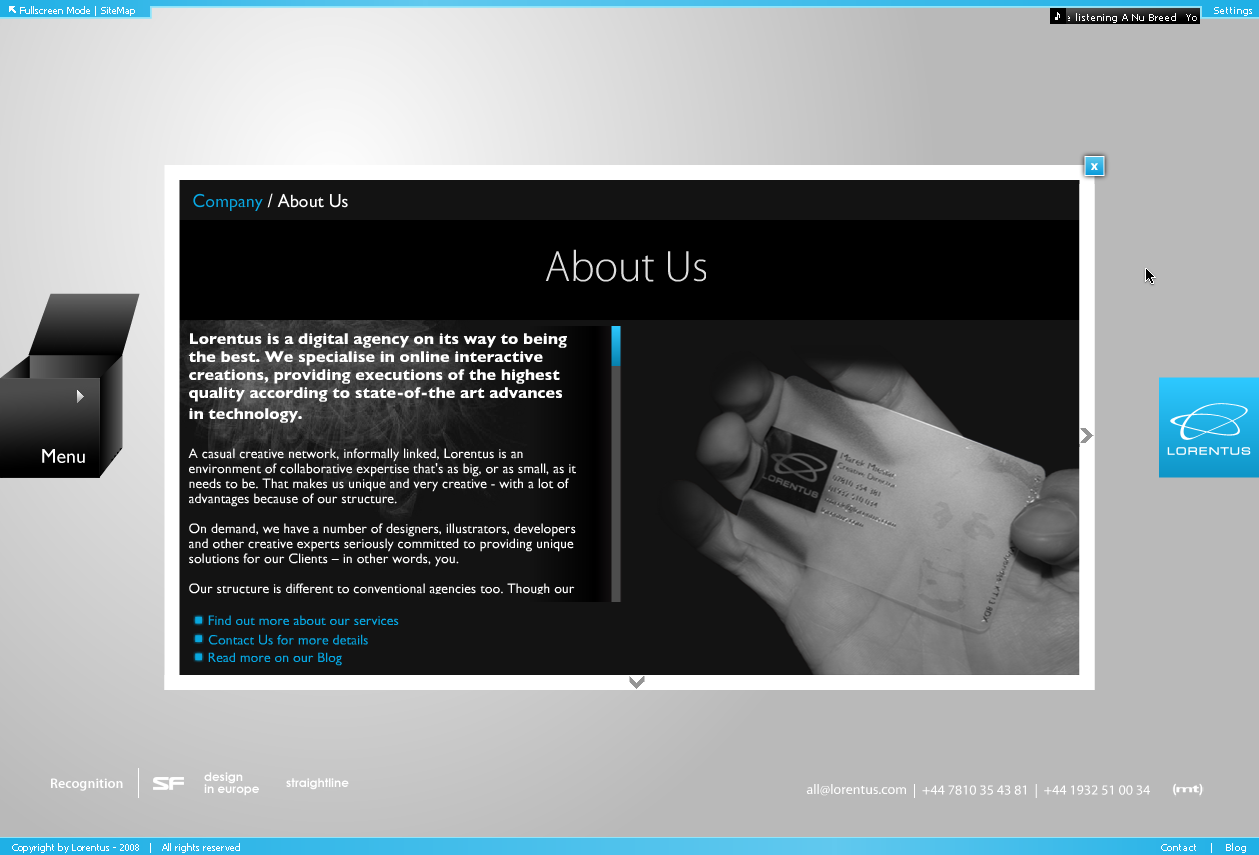 Fullscreen Mode | SiteMap
e listening A Nu Breed Yo
Settings
x
Company / About Us
About Us
Lorentus is a digital agency on its way to being
the best. We specialise in online interactive
creations, providing executions of the highest
quality according to state-of-the art advances
in technology.
A casual creative network, informally linked, Lorentus is an
environment of collaborative expertise that's as big, or as small, as it
needs to be. That makes us unique and very creative - with a lot of
advantages because of our structure.
On demand, we have a number of designers, illustrators, developers
and other creative experts seriously committed to providing unique
solutions for our Clients – in other words, you.
Our structure is different to conventional agencies too. Though our
Find out more about our services
Contact Us for more details
Read more on our Blog
LORENTUS
Creative Director
Menu
LORENTUS
Recognition
SF
design
in europe
straightline
all@lorentus.com | +44 7810 35 43 81 | +44 1932 51 00 34
(mt)
Copyright by Lorentus - 2008 | All rights reserved
Contact | Blog